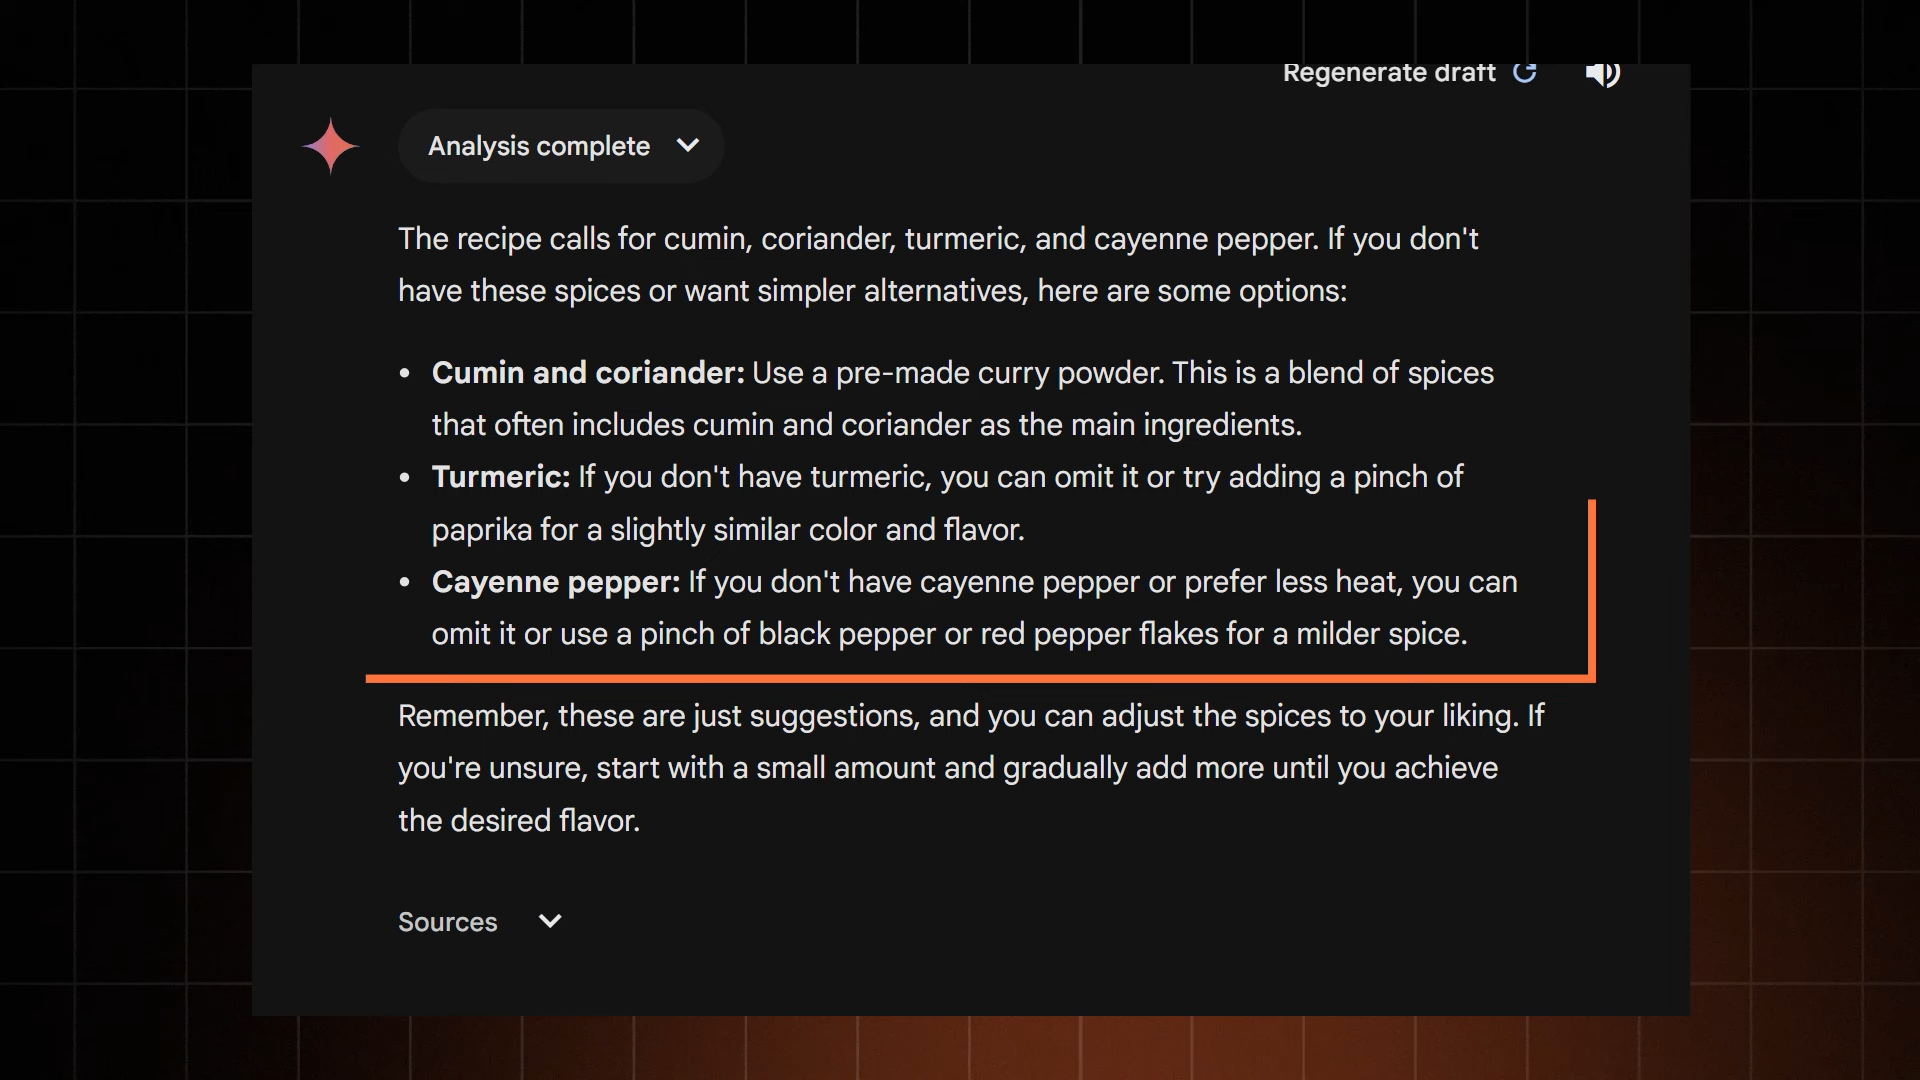 Regenerate draft
Analysis complete
The recipe calls for cumin, coriander, turmeric, and cayenne pepper. If you don't
have these spices or want simpler alternatives, here are some options:
• Cumin and coriander: Use a pre-made curry powder. This is a blend of spices
that often includes cumin and coriander as the main ingredients.
• Turmeric: If you don't have turmeric, you can omit it or try adding a pinch of
paprika for a slightly similar color and flavor.
• Cayenne pepper: If you don't have cayenne pepper or prefer less heat, you can
omit it or use a pinch of black pepper or red pepper flakes for a milder spice.
Remember, these are just suggestions, and you can adjust the spices to your liking. If
you're unsure, start with a small amount and gradually add more until you achieve
the desired flavor.
Sources